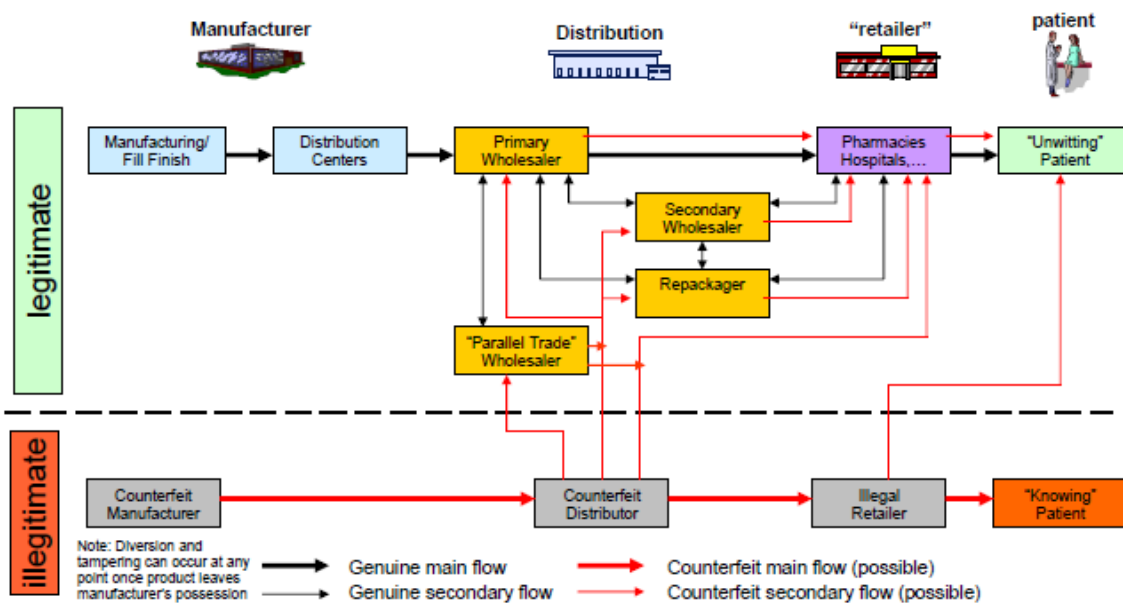 Manufacturer
Distribution
“retailer”
patient
legitimate
Manufacturing/
Fill Finish
Distribution
Centers
Primary
Wholesaler
Pharmacies
Hospitals,...
“Unwitting”
Patient
Secondary
Wholesaler
Repackager
“Parallel Trade”
Wholesaler
illegitimate
Counterfeit
Manufacturer
Counterfeit
Distributor
Illegal
Retailer
“Knowing”
Patient
Note: Diversion and
tampering can occur at any
point once product leaves
manufacturer's possession
Genuine main flow
Genuine secondary flow
Counterfeit main flow (possible)
Counterfeit secondary flow (possible)